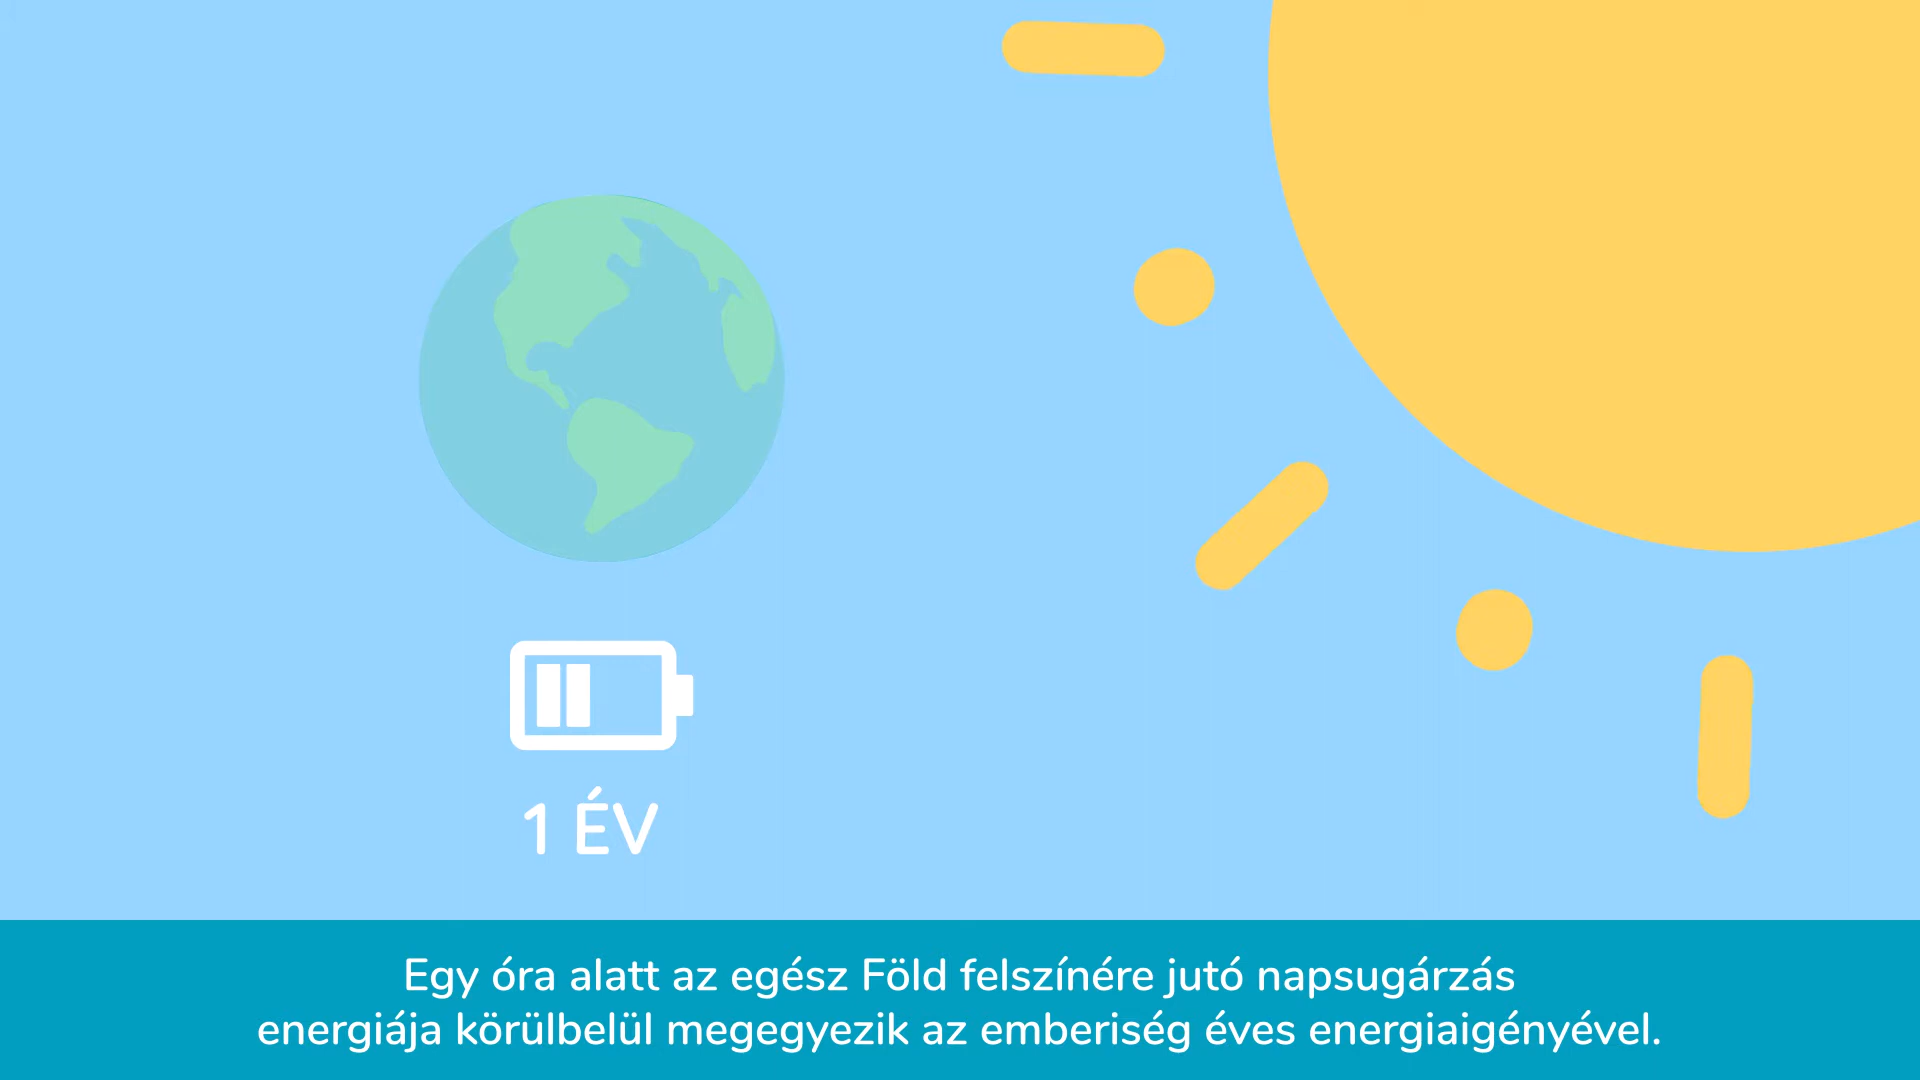 1 ÉV
Egy óra alatt az egész Föld felszínére jutó napsugárzás
energiája körülbelül megegyezik az emberiség éves energiaigényével.